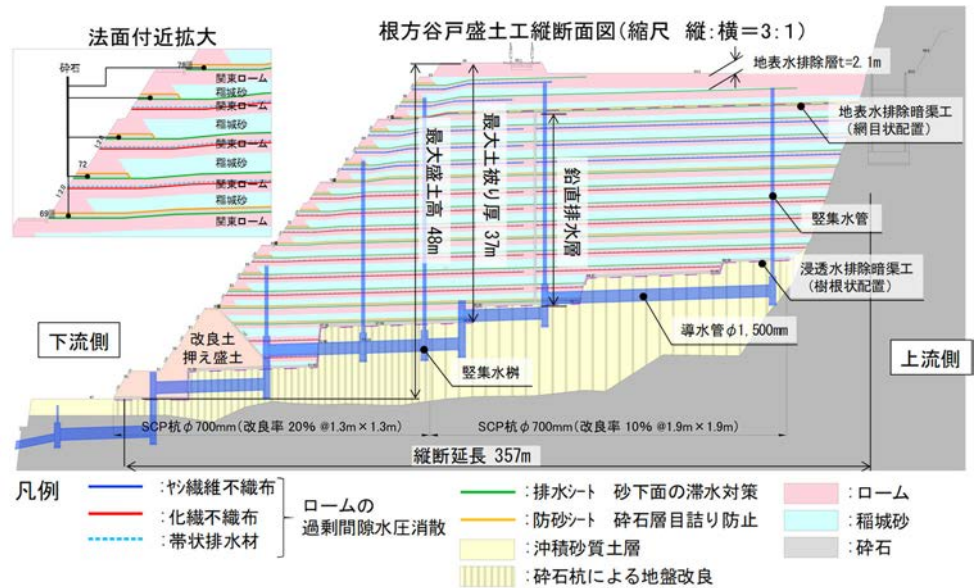 根方谷戸盛土工縦断面図(縮尺 縦:横=3:1)
法面付近拡大
砕石
78
関東ローム
稲城砂
関東ローム
稲城砂
関東ローム
稲城砂
関東ローム
稲城砂
関東ローム
72
69
地表水排除層t=2.1m
地表水排除暗渠工
(網目状配置)
最大盛土高 48m
最大土被り厚 37m
鉛直排水層
竪集水管
浸透水排除暗渠工
(樹根状配置)
導水管φ1,500mm
改良土
押え盛土
竪集水桝
下流側
上流側
SCP杭φ700mm(改良率 20% @1.3m×1.3m)
SCP杭φ700mm(改良率 10% @1.9m×1.9m)
縦断延長 357m
凡例
:ヤシ繊維不織布
:化繊不織布
:帯状排水材
ロームの
過剰間隙水圧消散
:排水シート 砂下面の滞水対策
:防砂シート 砕石層目詰り防止
:沖積砂質土層
:砕石杭による地盤改良
:ローム
:稲城砂
:砕石